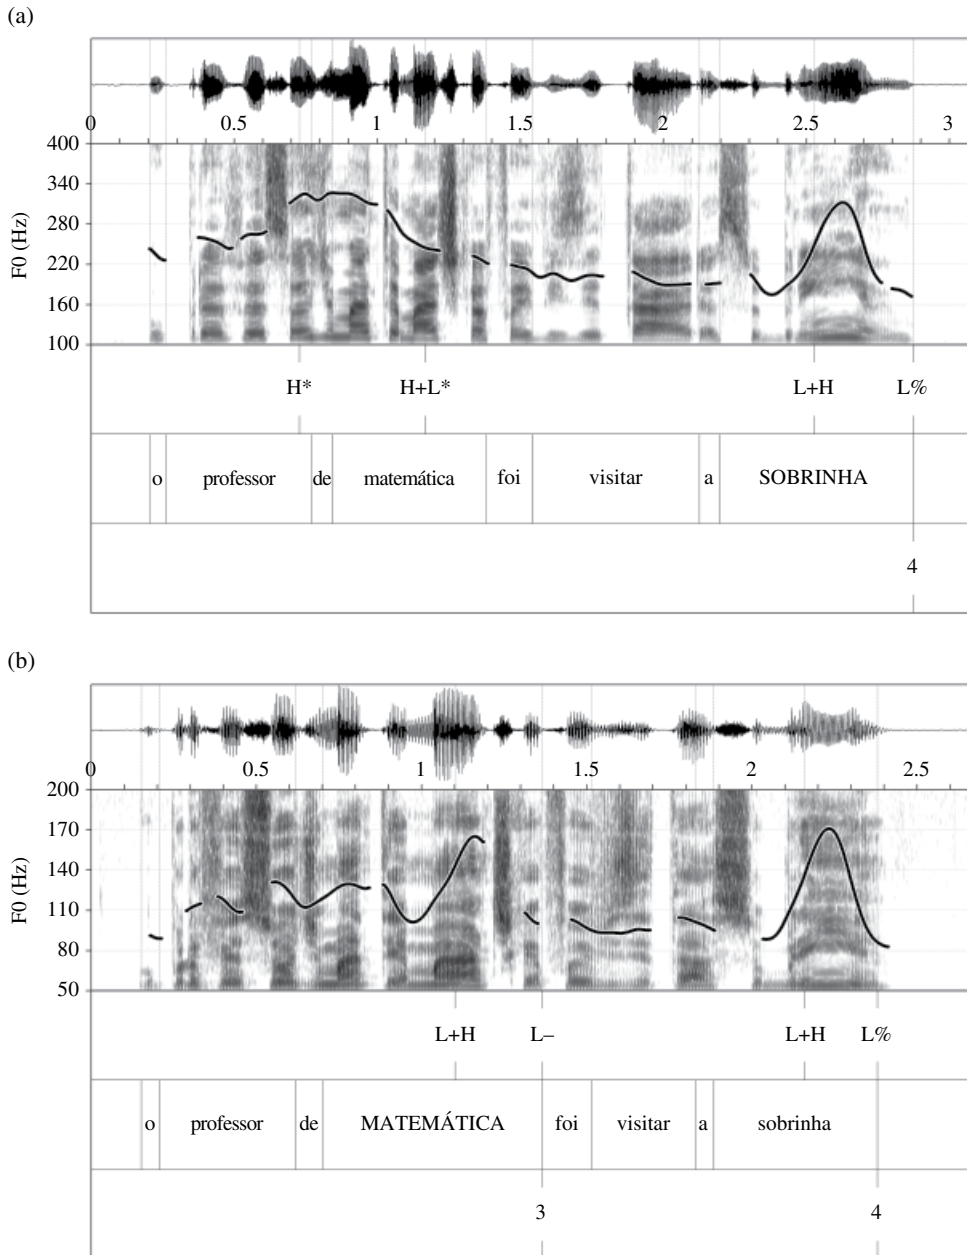 (a)
0 0.5 1 1.5 2 2.5 3
400
340
280
220
160
100
F0 (Hz)
H* H+L* L+H L%
o professor de matemática foi visitar a SOBRINHA
4
(b)
0 0.5 1 1.5 2 2.5
200
170
140
110
80
50
F0 (Hz)
L+H L– L+H L%
o professor de MATEMÁTICA foi visitar a sobrinha
3 4